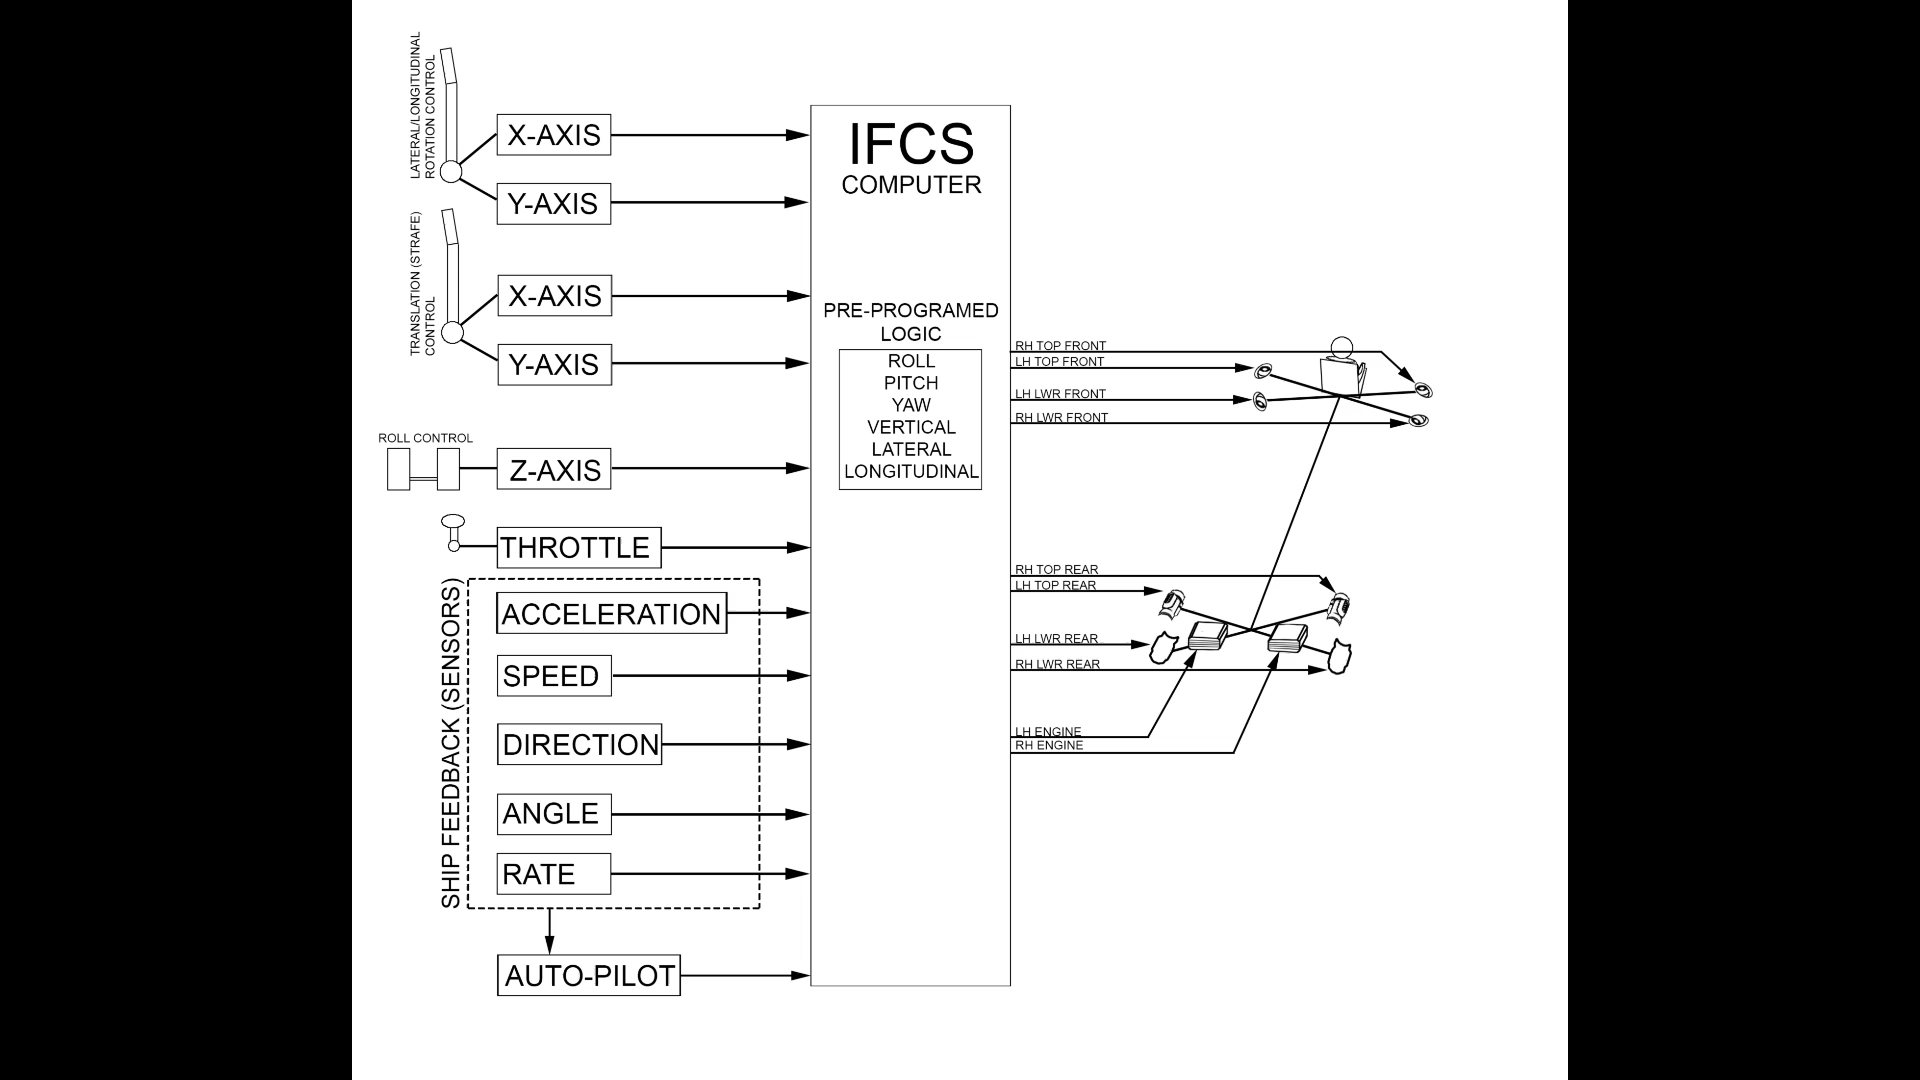 LATERAL/LONGITUDINAL
ROTATION CONTROL
X-AXIS
Y-AXIS
TRANSLATION (STRAFE)
CONTROL
X-AXIS
Y-AXIS
ROLL CONTROL
Z-AXIS
THROTTLE
SHIP FEEDBACK (SENSORS)
ACCELERATION
SPEED
DIRECTION
ANGLE
RATE
AUTO-PILOT
IFCS
COMPUTER
PRE-PROGRAMED
LOGIC
ROLL
PITCH
YAW
VERTICAL
LATERAL
LONGITUDINAL
RH TOP FRONT
LH TOP FRONT
LH LWR FRONT
RH LWR FRONT
RH TOP REAR
LH TOP REAR
LH LWR REAR
RH LWR REAR
LH ENGINE
RH ENGINE